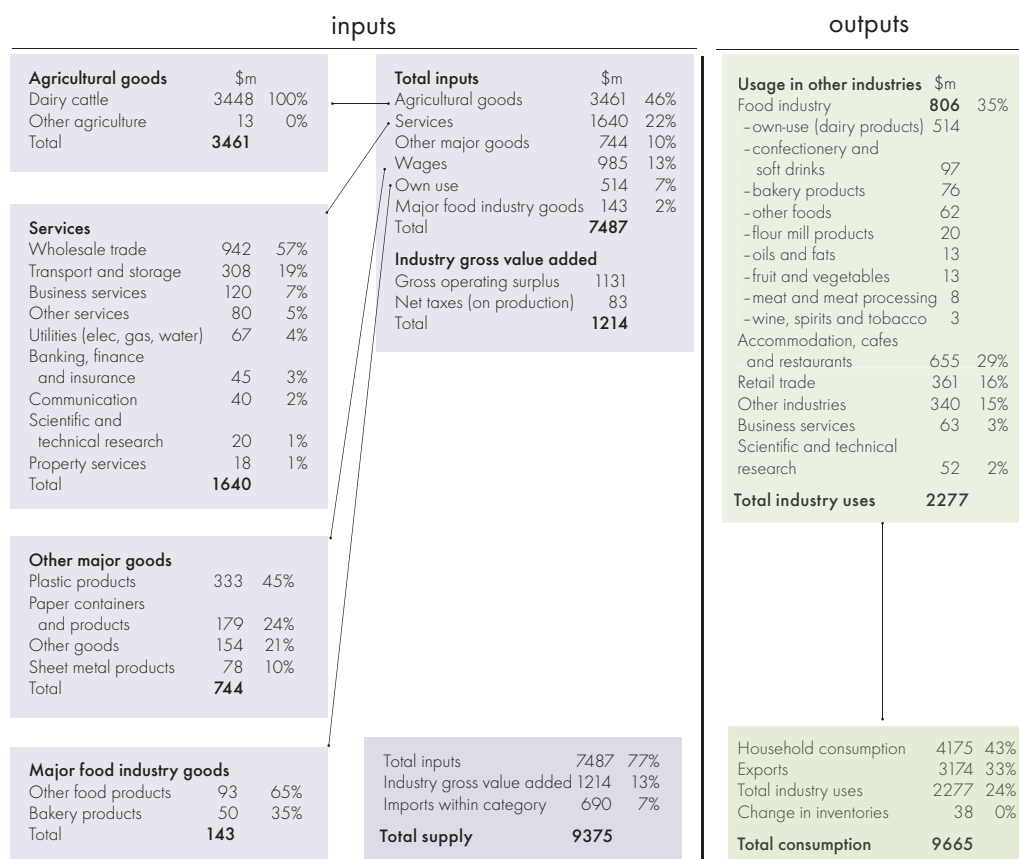 inputs
Agricultural goods $m
Dairy cattle 3448 100%
Other agriculture 13 0%
Total 3461
Services
Wholesale trade 942 57%
Transport and storage 308 19%
Business services 120 7%
Other services 80 5%
Utilities (elec, gas, water) 67 4%
Banking, finance
and insurance 45 3%
Communication 40 2%
Scientific and
technical research 20 1%
Property services 18 1%
Total 1640
Other major goods
Plastic products 333 45%
Paper containers
and products 179 24%
Other goods 154 21%
Sheet metal products 78 10%
Total 744
Major food industry goods
Other food products 93 65%
Bakery products 50 35%
Total 143
Total inputs $m
Agricultural goods 3461 46%
Services 1640 22%
Other major goods 744 10%
Wages 985 13%
Own use 514 7%
Major food industry goods 143 2%
Total 7487
Industry gross value added
Gross operating surplus 1131
Net taxes (on production) 83
Total 1214
Total inputs 7487 77%
Industry gross value added 1214 13%
Imports within category 690 7%
Total supply 9375
outputs
Usage in other industries $m
Food industry 806 35%
-own-use (dairy products) 514
-confectionery and
soft drinks 97
-bakery products 76
-other foods 62
-flour mill products 20
-oils and fats 13
-fruit and vegetables 13
-meat and meat processing 8
-wine, spirits and tobacco 3
Accommodation, cafes
and restaurants 655 29%
Retail trade 361 16%
Other industries 340 15%
Business services 63 3%
Scientific and technical
research 52 2%
Total industry uses 2277
Household consumption 4175 43%
Exports 3174 33%
Total industry uses 2277 24%
Change in inventories 38 0%
Total consumption 9665